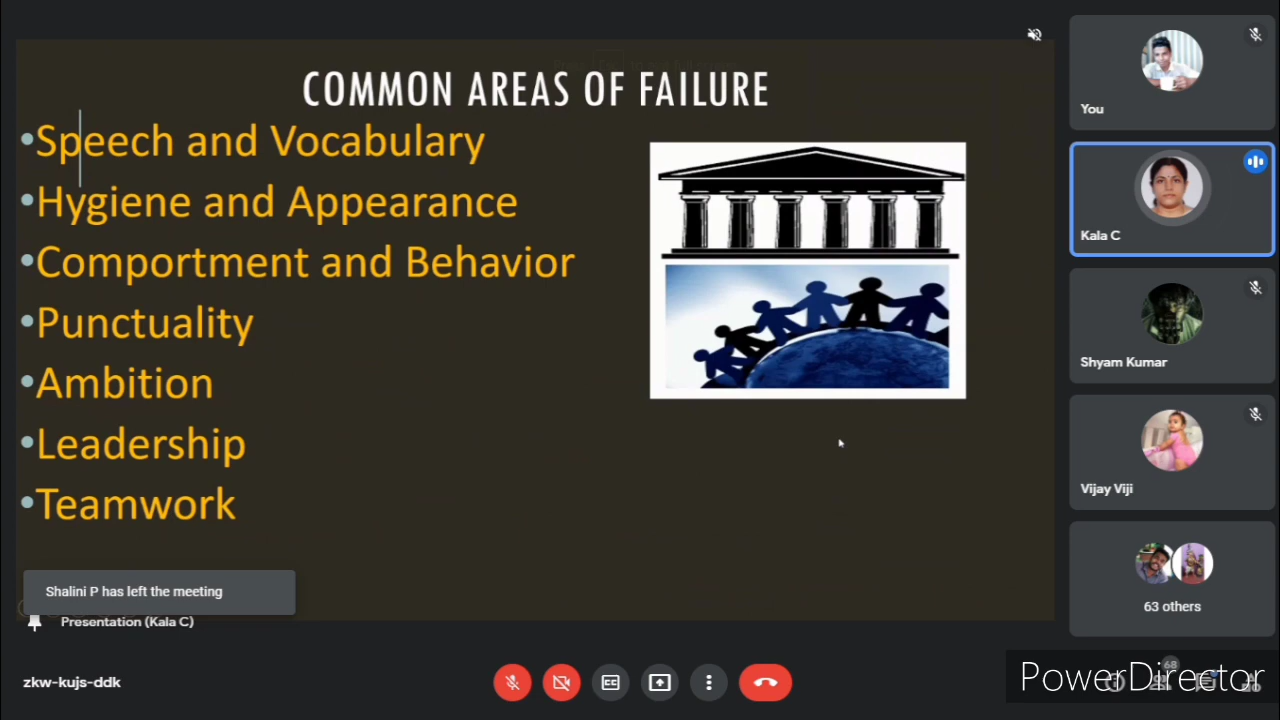 COMMON AREAS OF FAILURE
•Speech and Vocabulary
•Hygiene and Appearance
•Comportment and Behavior
•Punctuality
•Ambition
•Leadership
•Teamwork
Shalini P has left the meeting
Presentation (Kala C)
zkw-kujs-ddk
You
Kala C
Shyam Kumar
Vijay Viji
63 others
68
PowerDirector